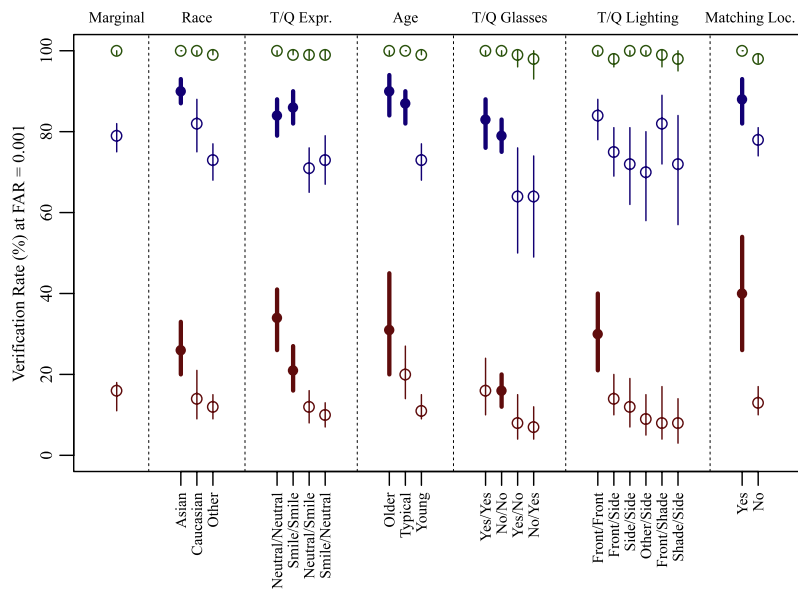 Marginal Race T/Q Expr. Age T/Q Glasses T/Q Lighting Matching Loc.
Verification Rate (%) at FAR = 0.001
100
80
60
40
20
0
Asian
Caucasian
Other
Neutral/Neutral
Smile/Smile
Neutral/Smile
Smile/Neutral
Older
Typical
Young
Yes/Yes
No/No
Yes/No
No/Yes
Front/Front
Front/Side
Side/Side
Other/Side
Front/Shade
Shade/Side
Yes
No